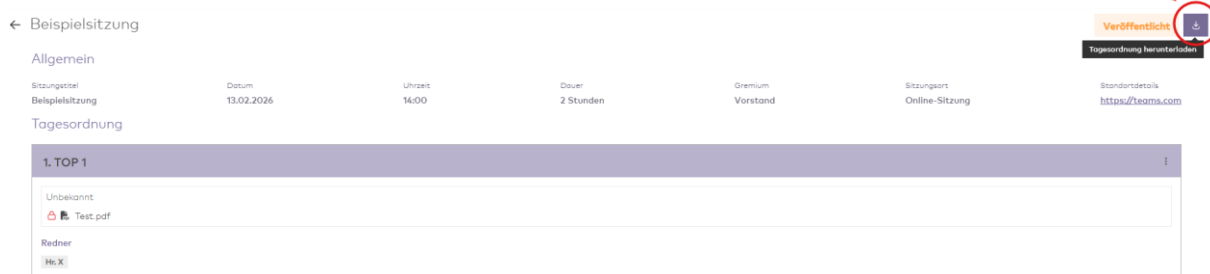 Beispielsitzung
Veröffentlicht
Tagesordnung herunterladen
Allgemein
Sitzungstitel Datum Uhrzeit Dauer Gremium Sitzungsort Standortdetails
Beispielsitzung 13.02.2026 14:00 2 Stunden Vorstand Online-Sitzung https://teams.com
Tagesordnung
1. TOP 1
Unbekannt
Test.pdf
Redner
Hr. X